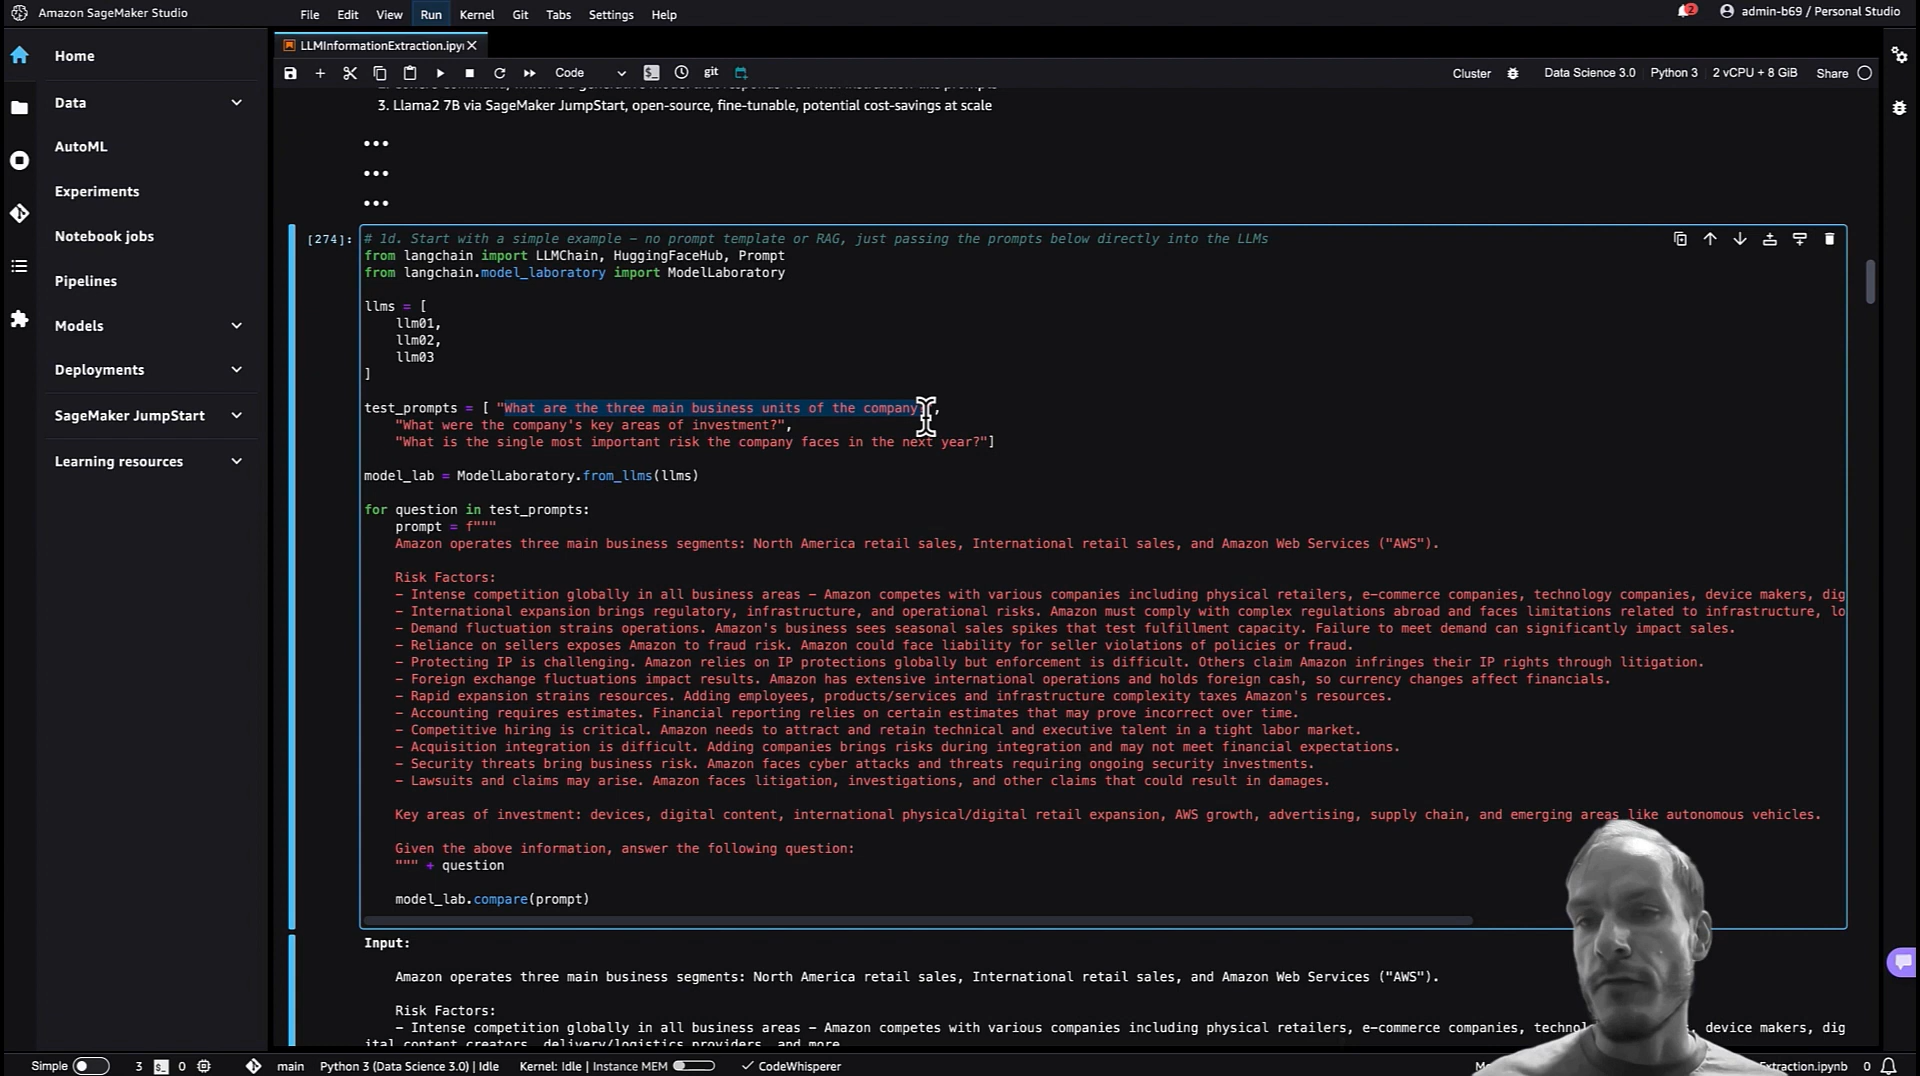 Amazon SageMaker Studio
File Edit View Run Kernel Git Tabs Settings Help
2
admin-b69 / Personal Studio
LLMInformationExtraction.ipyn
Code
git
Cluster
Data Science 3.0
Python 3
2 vCPU + 8 GiB
Share
Home
Data
AutoML
Experiments
Notebook jobs
Pipelines
Models
Deployments
SageMaker JumpStart
Learning resources
3. Llama2 7B via SageMaker JumpStart, open-source, fine-tunable, potential cost-savings at scale
[274]:
# 1d. Start with a simple example – no prompt template or RAG, just passing the prompts below directly into the LLMs
from langchain import LLMChain, HuggingFaceHub, Prompt
from langchain.model_laboratory import ModelLaboratory
llms = [
llm01,
llm02,
llm03
]
test_prompts = [ "What are the three main business units of the company ,
"What were the company's key areas of investment?",
"What is the single most important risk the company faces in the next year?"]
model_lab = ModelLaboratory.from_llms(llms)
for question in test_prompts:
prompt = f"""
Amazon operates three main business segments: North America retail sales, International retail sales, and Amazon Web Services ("AWS").
Risk Factors:
– Intense competition globally in all business areas – Amazon competes with various companies including physical retailers, e-commerce companies, technology companies, device makers, dig
– International expansion brings regulatory, infrastructure, and operational risks. Amazon must comply with complex regulations abroad and faces limitations related to infrastructure, lo
– Demand fluctuation strains operations. Amazon's business sees seasonal sales spikes that test fulfillment capacity. Failure to meet demand can significantly impact sales.
– Reliance on sellers exposes Amazon to fraud risk. Amazon could face liability for seller violations of policies or fraud.
– Protecting IP is challenging. Amazon relies on IP protections globally but enforcement is difficult. Others claim Amazon infringes their IP rights through litigation.
– Foreign exchange fluctuations impact results. Amazon has extensive international operations and holds foreign cash, so currency changes affect financials.
– Rapid expansion strains resources. Adding employees, products/services and infrastructure complexity taxes Amazon's resources.
– Accounting requires estimates. Financial reporting relies on certain estimates that may prove incorrect over time.
– Competitive hiring is critical. Amazon needs to attract and retain technical and executive talent in a tight labor market.
– Acquisition integration is difficult. Adding companies brings risks during integration and may not meet financial expectations.
– Security threats bring business risk. Amazon faces cyber attacks and threats requiring ongoing security investments.
– Lawsuits and claims may arise. Amazon faces litigation, investigations, and other claims that could result in damages.
Key areas of investment: devices, digital content, international physical/digital retail expansion, AWS growth, advertising, supply chain, and emerging areas like autonomous vehicles.
Given the above information, answer the following question:
""" + question
model_lab.compare(prompt)
Input:
Amazon operates three main business segments: North America retail sales, International retail sales, and Amazon Web Services ("AWS").
Risk Factors:
– Intense competition globally in all business areas – Amazon competes with various companies including physical retailers, e-commerce companies, technol device makers, dig
ital content creators, delivery/logistics providers, and more
Simple
3
0
main
Python 3 (Data Science 3.0) | Idle
Kernel: Idle | Instance MEM
CodeWhisperer
Extraction.ipynb
0